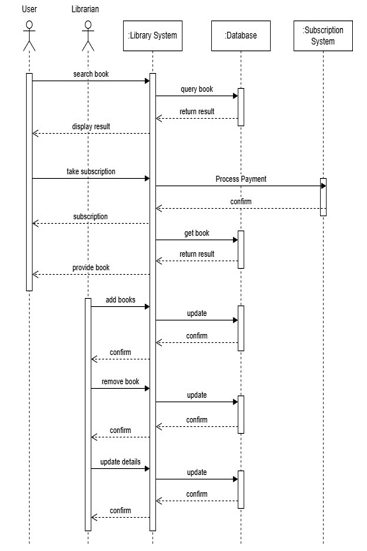 User
Librarian
:Library System
:Database
:Subscription
System
search book
query book
return result
display result
take subscription
Process Payment
confirm
subscription
get book
return result
provide book
add books
update
confirm
confirm
remove book
update
confirm
confirm
update details
update
confirm
confirm